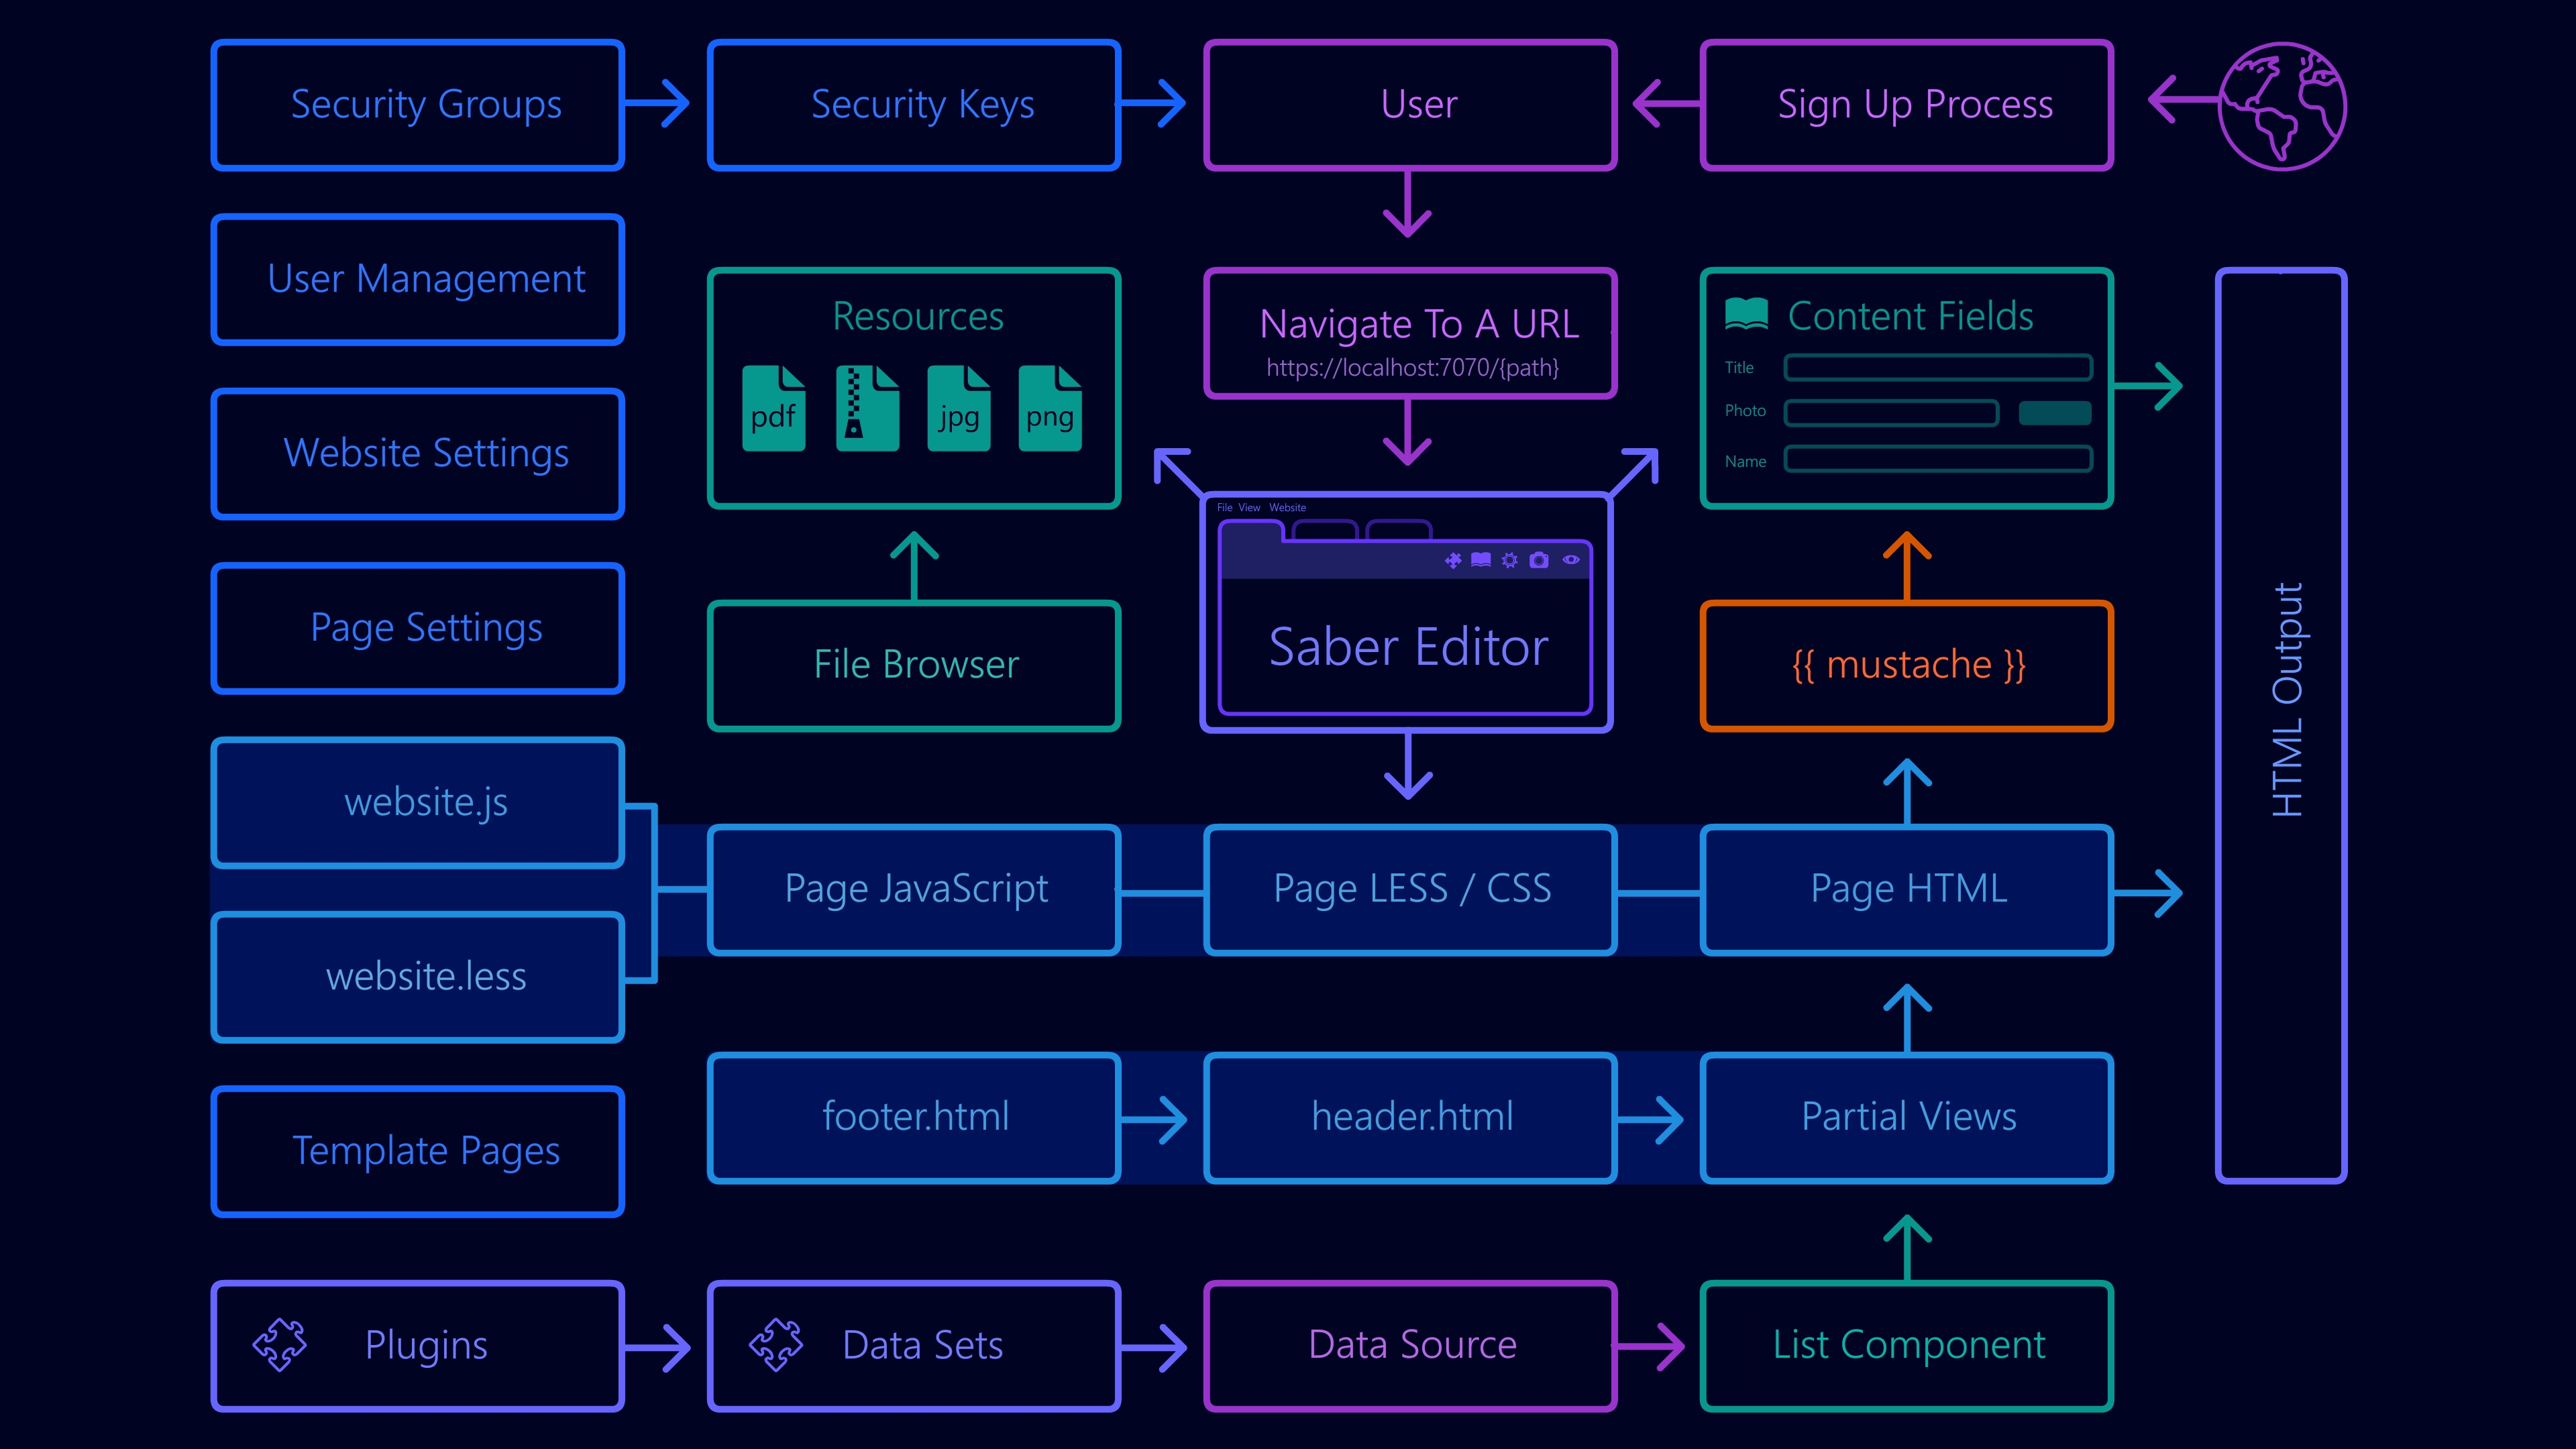 Security Groups
Security Keys
User
Sign Up Process
User Management
Resources
pdf
jpg
png
Navigate To A URL
https://localhost:7070/{path}
Content Fields
Title
Photo
Name
Website Settings
File View Website
Saber Editor
Page Settings
File Browser
{{ mustache }}
HTML Output
website.js
Page JavaScript
Page LESS / CSS
Page HTML
website.less
footer.html
header.html
Partial Views
Template Pages
Plugins
Data Sets
Data Source
List Component